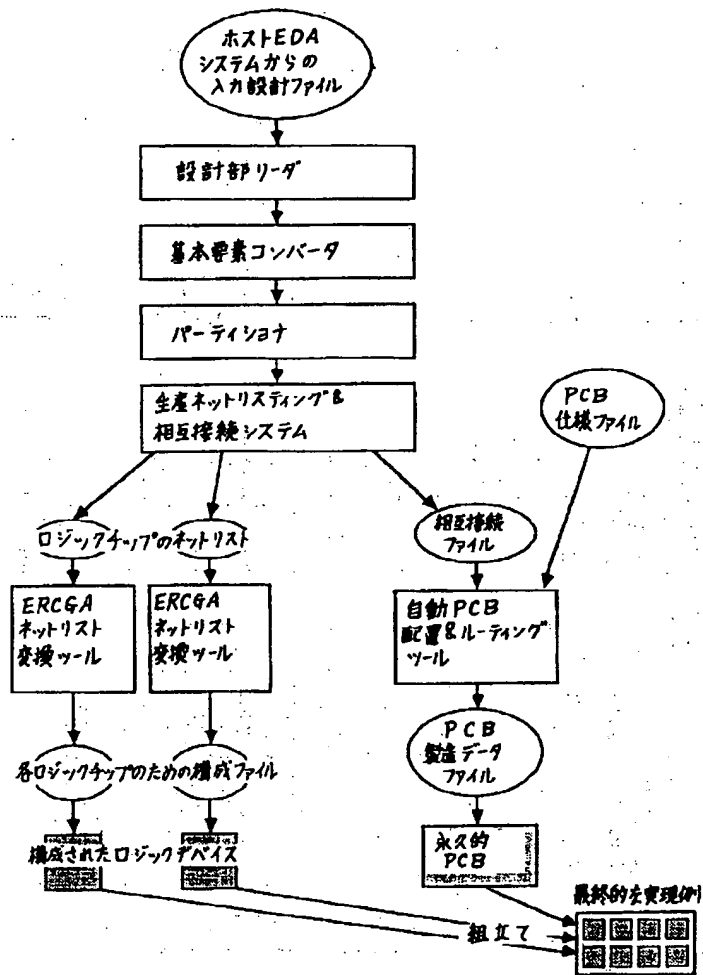 ホストEDA
システムからの
入力設計ファイル
設計部リーダ
基本要素コンバータ
パーティショナ
生産ネットリスティング&
相互接続システム
PCB
仕様ファイル
ロジックチップのネットリスト
相互接続
ファイル
ERCGA
ネットリスト
変換ツール
ERCGA
ネットリスト
変換ツール
自動PCB
配置&ルーティング
ツール
各ロジックチップのための構成ファイル
PCB
製造データ
ファイル
構成されたロジックデバイス
永久的
PCB
最終的な実現例
組立て